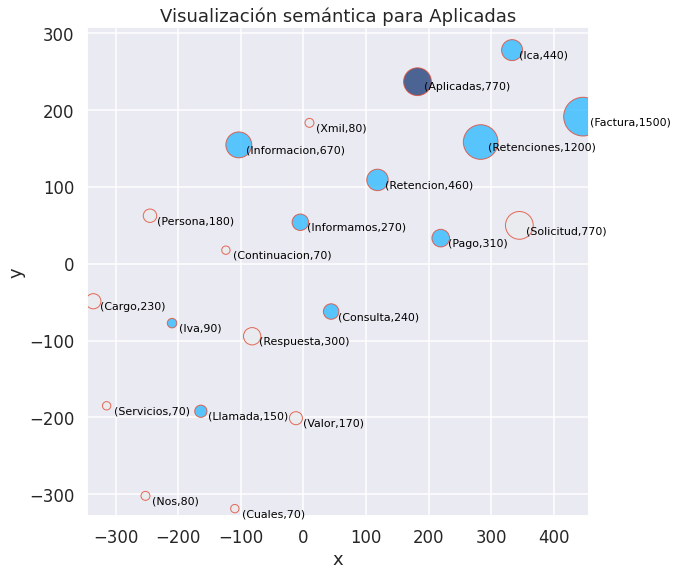 Visualización semántica para Aplicadas
300
(Ica,440)
(Aplicadas,770)
200
(Factura,1500)
(Xmil,80)
(Informacion,670)
(Retenciones,1200)
100
(Retencion,460)
(Persona,180)
(Informamos,270)
(Solicitud,770)
(Pago,310)
(Continuacion,70)
0
y
(Cargo,230)
(Consulta,240)
(Iva,90)
−100
(Respuesta,300)
(Servicios,70)
(Llamada,150)
−200
(Valor,170)
−300
(Nos,80)
(Cuales,70)
−300 −200 −100 0 100 200 300 400
x